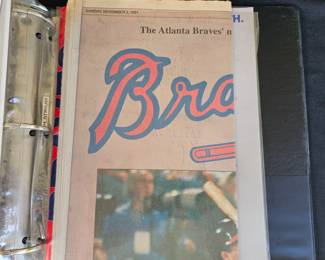 SUNDAY, NOVEMBER 3, 1991
The Atlanta Braves' n
H.
Bra